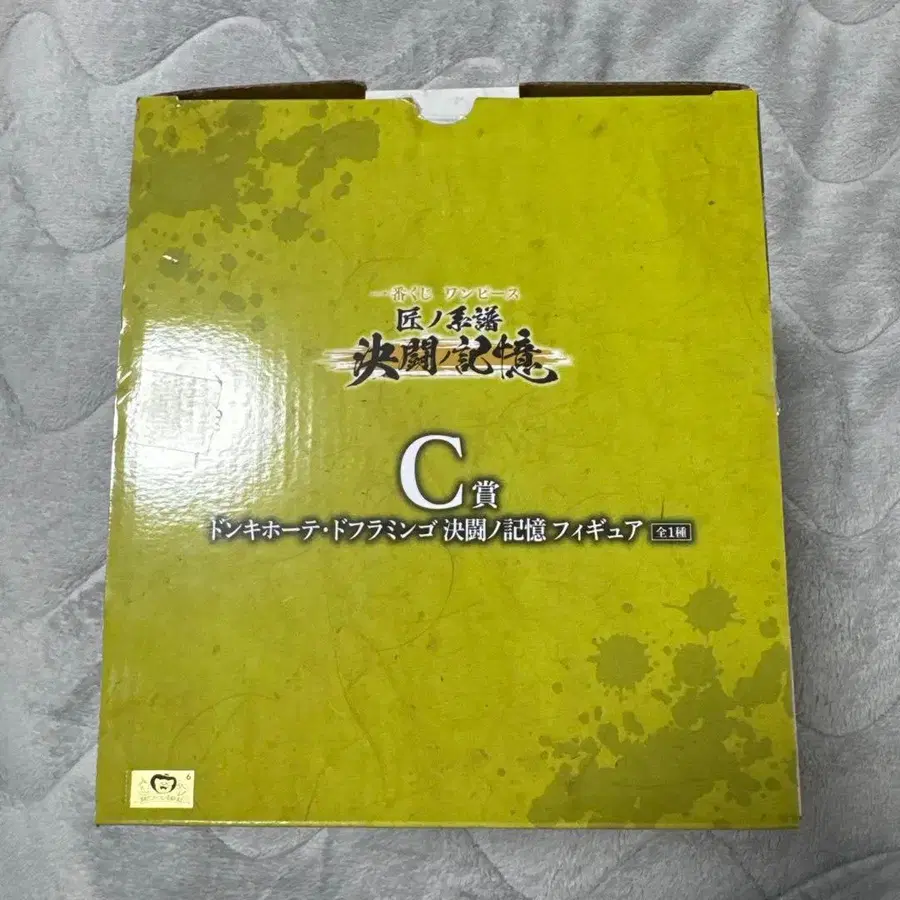 一番くじ ワンピース
匠ノ系譜
決闘ノ記憶
C賞
ドンキホーテ・ドフラミンゴ 決闘ノ記憶 フィギュア 全1種
6